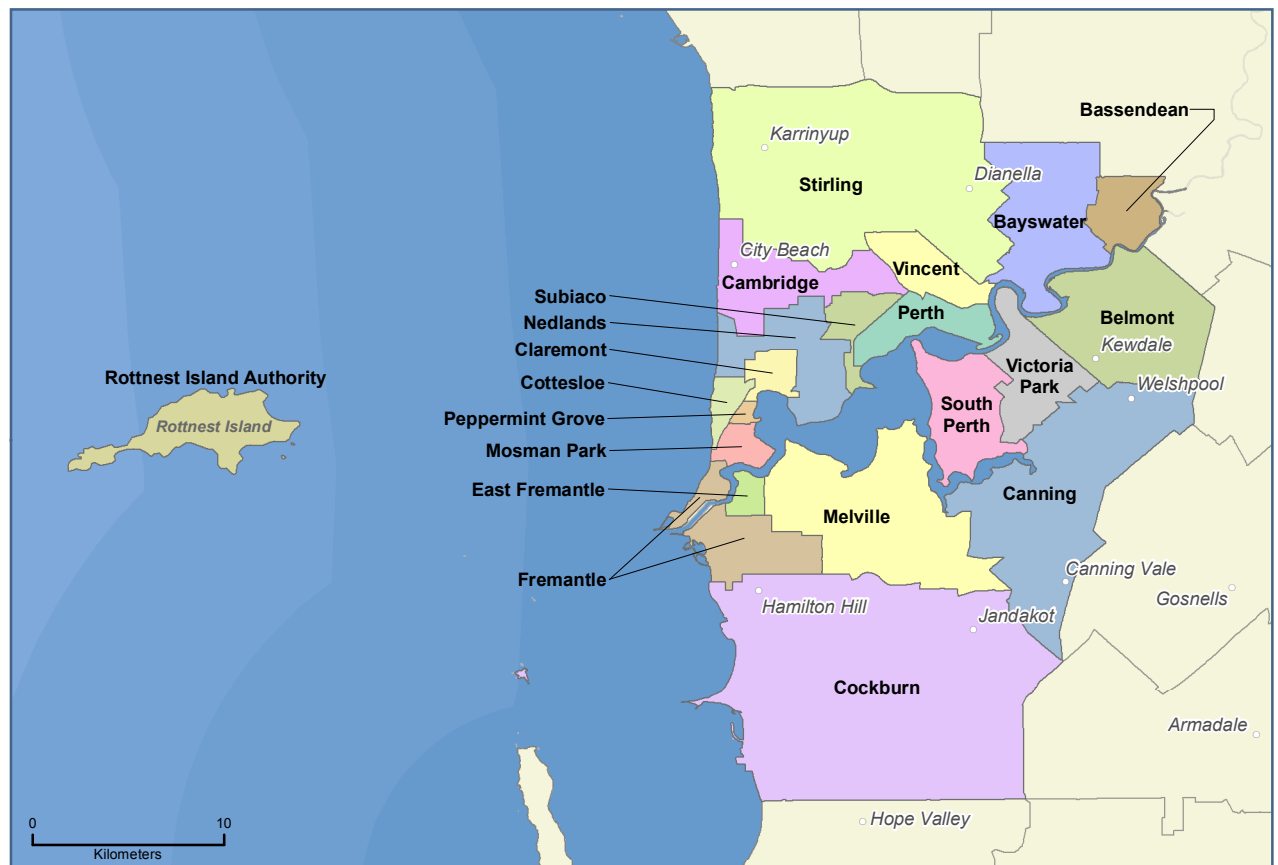 Bassendean
Karrinyup
Dianella
Stirling
Bayswater
City Beach
Vincent
Cambridge
Subiaco
Perth
Belmont
Nedlands
Kewdale
Claremont
Victoria
Park
Rottnest Island Authority
Cottesloe
Welshpool
South
Perth
Peppermint Grove
Rottnest Island
Mosman Park
East Fremantle
Canning
Melville
Fremantle
Canning Vale
Hamilton Hill
Gosnells
Jandakot
Cockburn
Armadale
Hope Valley
0 10
Kilometers